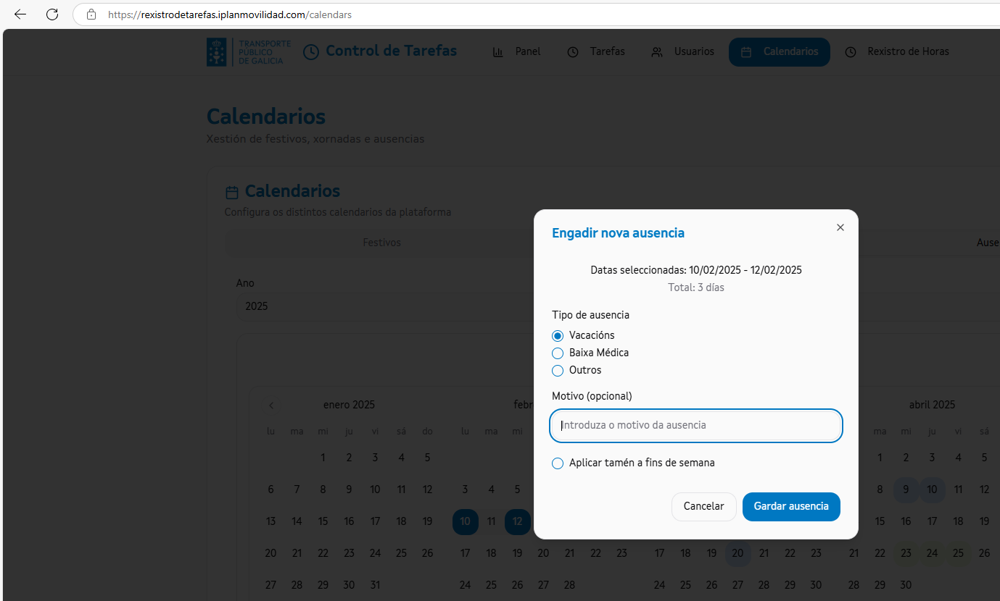 https://rexistrodetarefas.iplanmovilidad.com/calendars
TRANSPORTE
PÚBLICO
DE GALICIA
Control de Tarefas
Panel
Tarefas
Usuarios
Calendarios
Rexistro de Horas
Calendarios
Xestión de festivos, xornadas e ausencias
Calendarios
Configura os distintos calendarios da plataforma
Festivos
Ause
Ano
2025
Engadir nova ausencia
Datas seleccionadas: 10/02/2025 - 12/02/2025
Total: 3 días
Tipo de ausencia
Vacacións
Baixa Médica
Outros
Motivo (opcional)
Introduza o motivo da ausencia
Aplicar tamén a fins de semana
Cancelar
Gardar ausencia
enero 2025
lu ma mi ju vi sá do
1 2 3 4 5
6 7 8 9 10 11 12
13 14 15 16 17 18 19
20 21 22 23 24 25 26
27 28 29 30 31
febr
lu ma mi
3 4 5
10 11 12
17 18 19 20 21 22 23
24 25 26 27 28
17 18 19 20 21 22 23
24 25 26 27 28 29 30
abril 2025
ma mi ju vi sá
1 2 3 4 5
8 9 10 11 12
15 16 17 18 19
21 22 23 24 25 26
28 29 30